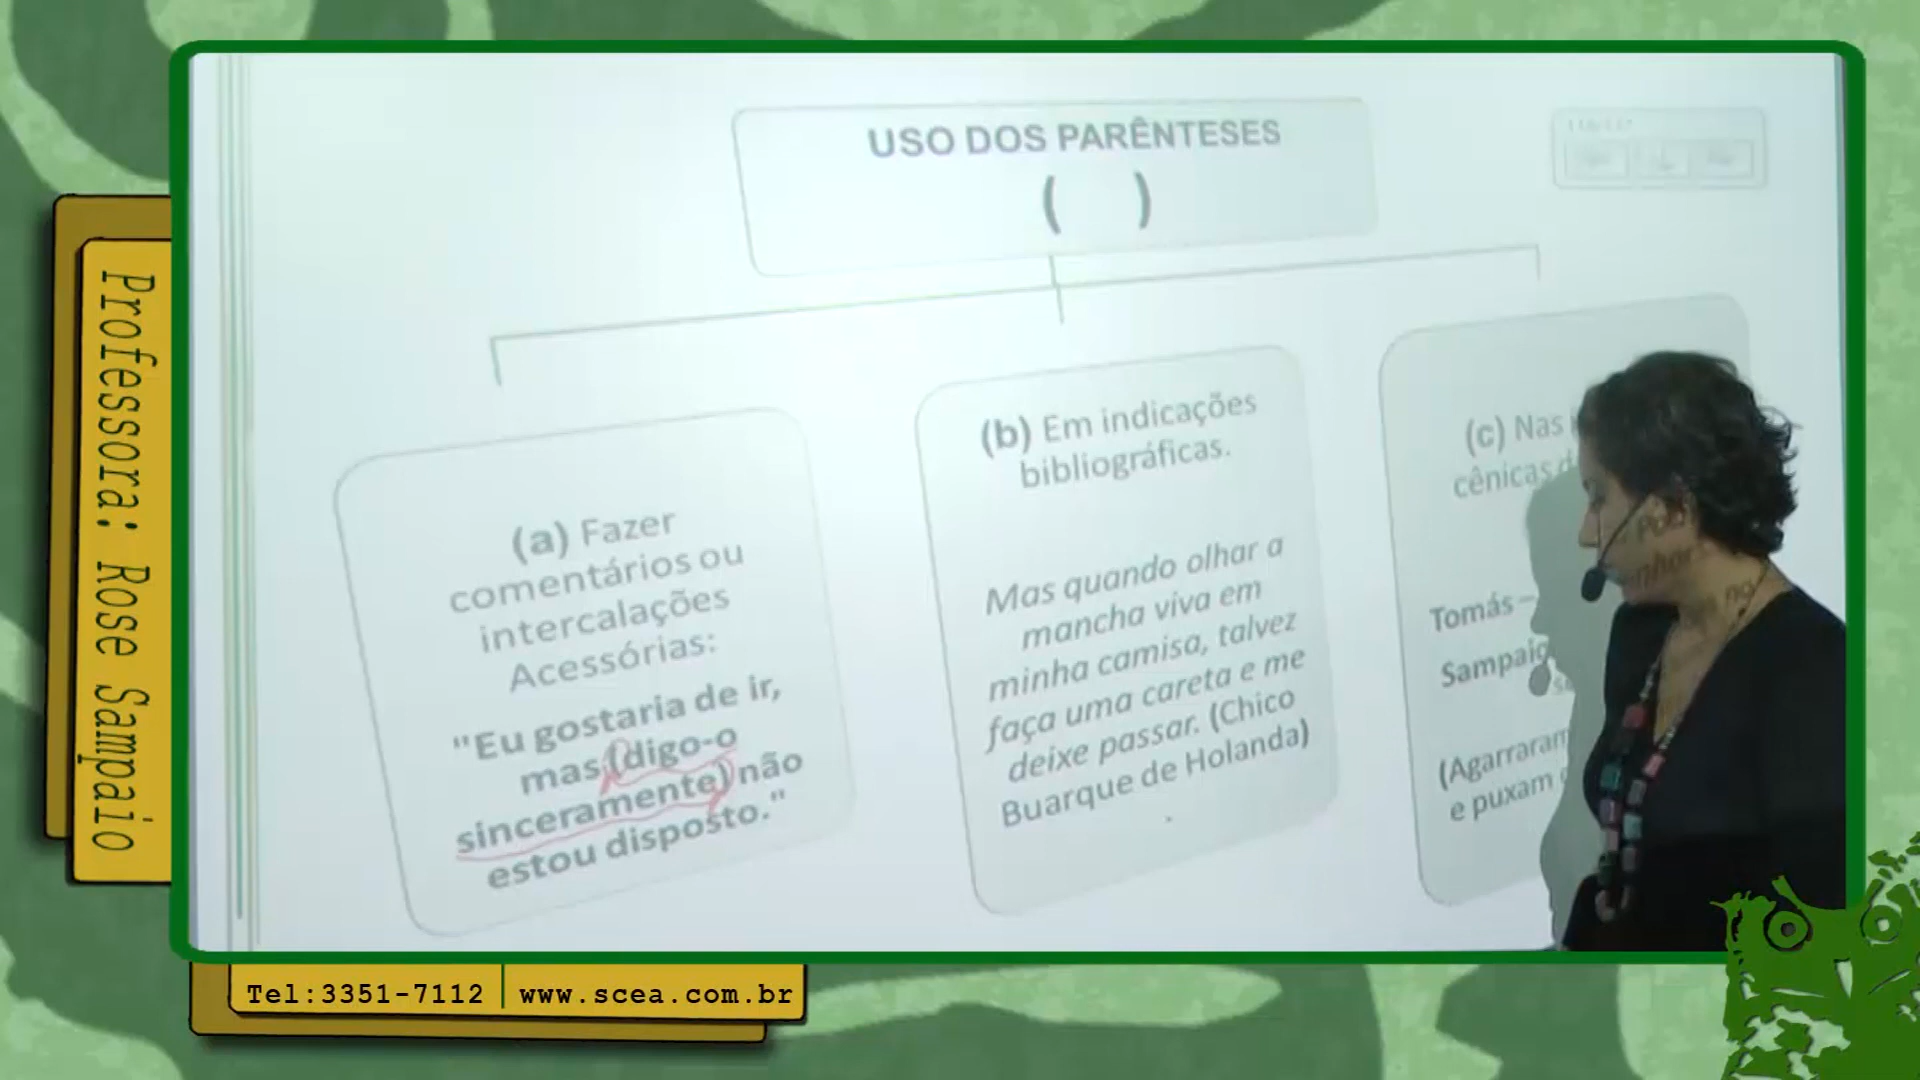 USO DOS PARÊNTESES
( )
(a) Fazer
comentários ou
intercalações
Acessórias:
"Eu gostaria de ir,
mas (digo-o
sinceramente) não
estou disposto."
(b) Em indicações
bibliográficas.
Mas quando olhar a
mancha viva em
minha camisa, talvez
faça uma careta e me
deixe passar. (Chico
Buarque de Holanda)
.
(c) Nas
cênicas
Tomás –
Sampaio
(Agarraram
e puxam
Professora: Rose Sampaio
Tel:3351-7112
www.scea.com.br